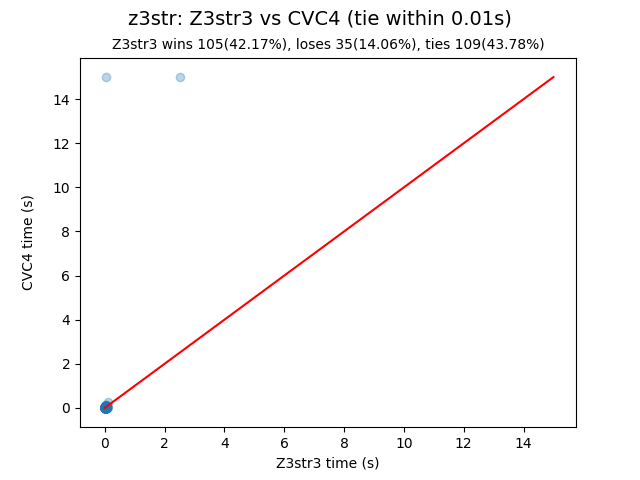 z3str: Z3str3 vs CVC4 (tie within 0.01s)
Z3str3 wins 105(42.17%), loses 35(14.06%), ties 109(43.78%)
14
12
10
8
6
4
2
0
CVC4 time (s)
0 2 4 6 8 10 12 14
Z3str3 time (s)